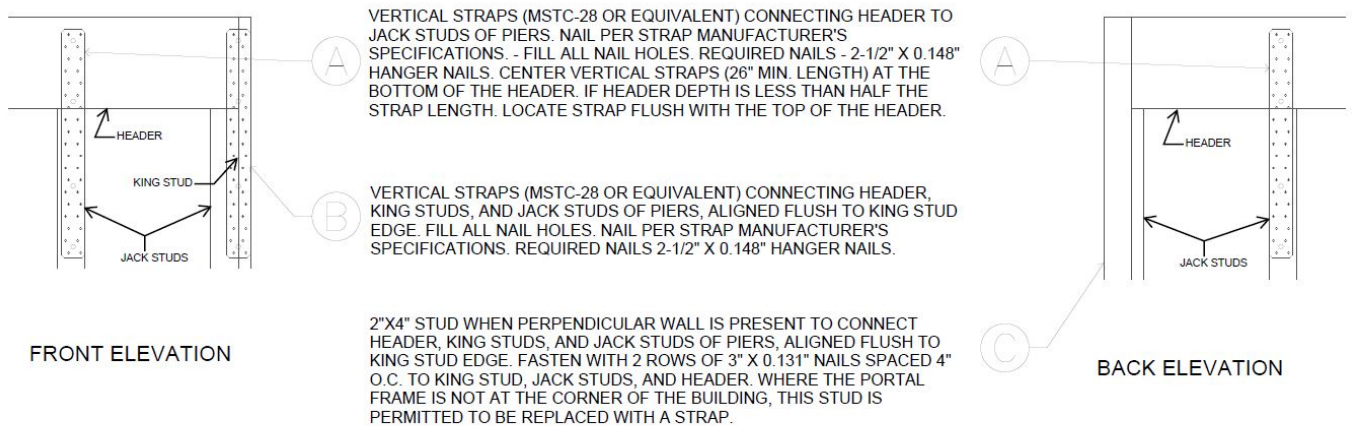 VERTICAL STRAPS (MSTC-28 OR EQUIVALENT) CONNECTING HEADER TO
JACK STUDS OF PIERS. NAIL PER STRAP MANUFACTURER'S
SPECIFICATIONS. - FILL ALL NAIL HOLES. REQUIRED NAILS - 2-1/2" X 0.148"
HANGER NAILS. CENTER VERTICAL STRAPS (26" MIN. LENGTH) AT THE
BOTTOM OF THE HEADER. IF HEADER DEPTH IS LESS THAN HALF THE
STRAP LENGTH. LOCATE STRAP FLUSH WITH THE TOP OF THE HEADER.
A
A
HEADER
KING STUD
JACK STUDS
HEADER
JACK STUDS
B
VERTICAL STRAPS (MSTC-28 OR EQUIVALENT) CONNECTING HEADER,
KING STUDS, AND JACK STUDS OF PIERS, ALIGNED FLUSH TO KING STUD
EDGE. FILL ALL NAIL HOLES. NAIL PER STRAP MANUFACTURER'S
SPECIFICATIONS. REQUIRED NAILS 2-1/2" X 0.148" HANGER NAILS.
2"X4" STUD WHEN PERPENDICULAR WALL IS PRESENT TO CONNECT
HEADER, KING STUDS, AND JACK STUDS OF PIERS, ALIGNED FLUSH TO
KING STUD EDGE. FASTEN WITH 2 ROWS OF 3" X 0.131" NAILS SPACED 4"
O.C. TO KING STUD, JACK STUDS, AND HEADER. WHERE THE PORTAL
FRAME IS NOT AT THE CORNER OF THE BUILDING, THIS STUD IS
PERMITTED TO BE REPLACED WITH A STRAP.
C
FRONT ELEVATION
BACK ELEVATION